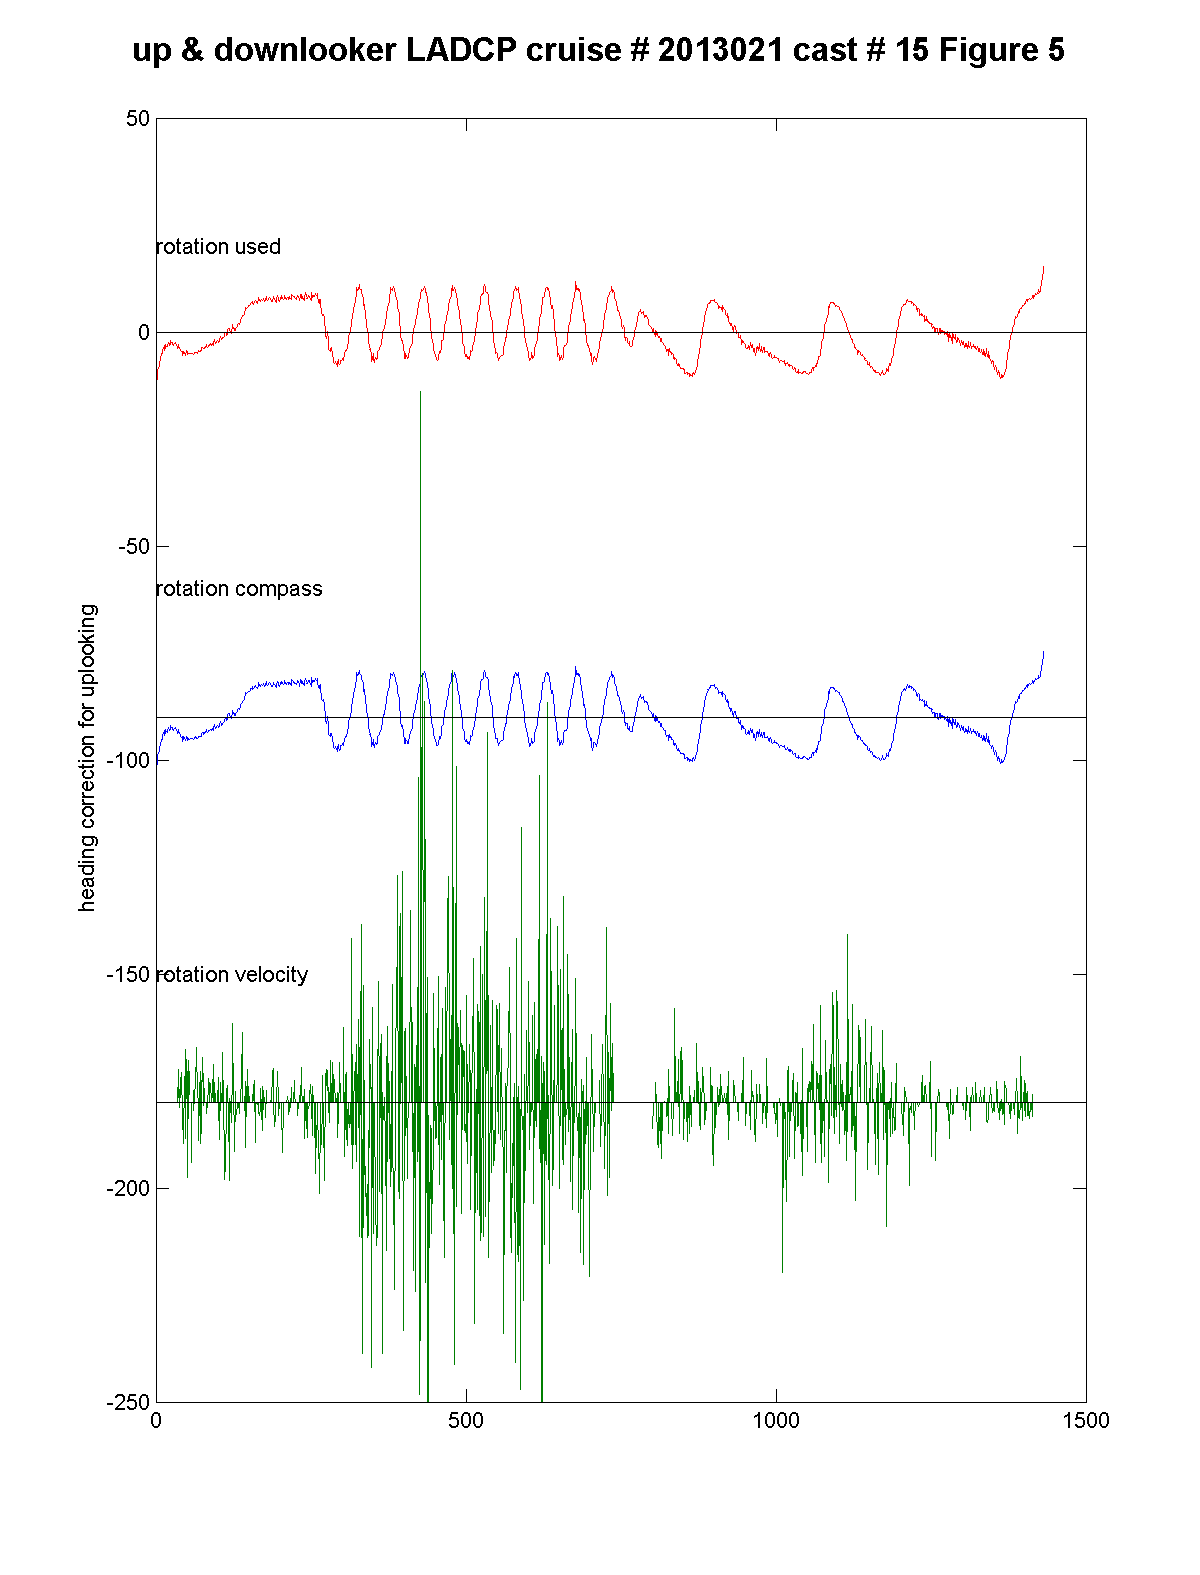 up & downlooker LADCP cruise # 2013021 cast # 15 Figure 5
50
rotation used
0
-50
rotation compass
heading correction for uplooking
-100
-150
rotation velocity
-200
-250
0 500 1000 1500